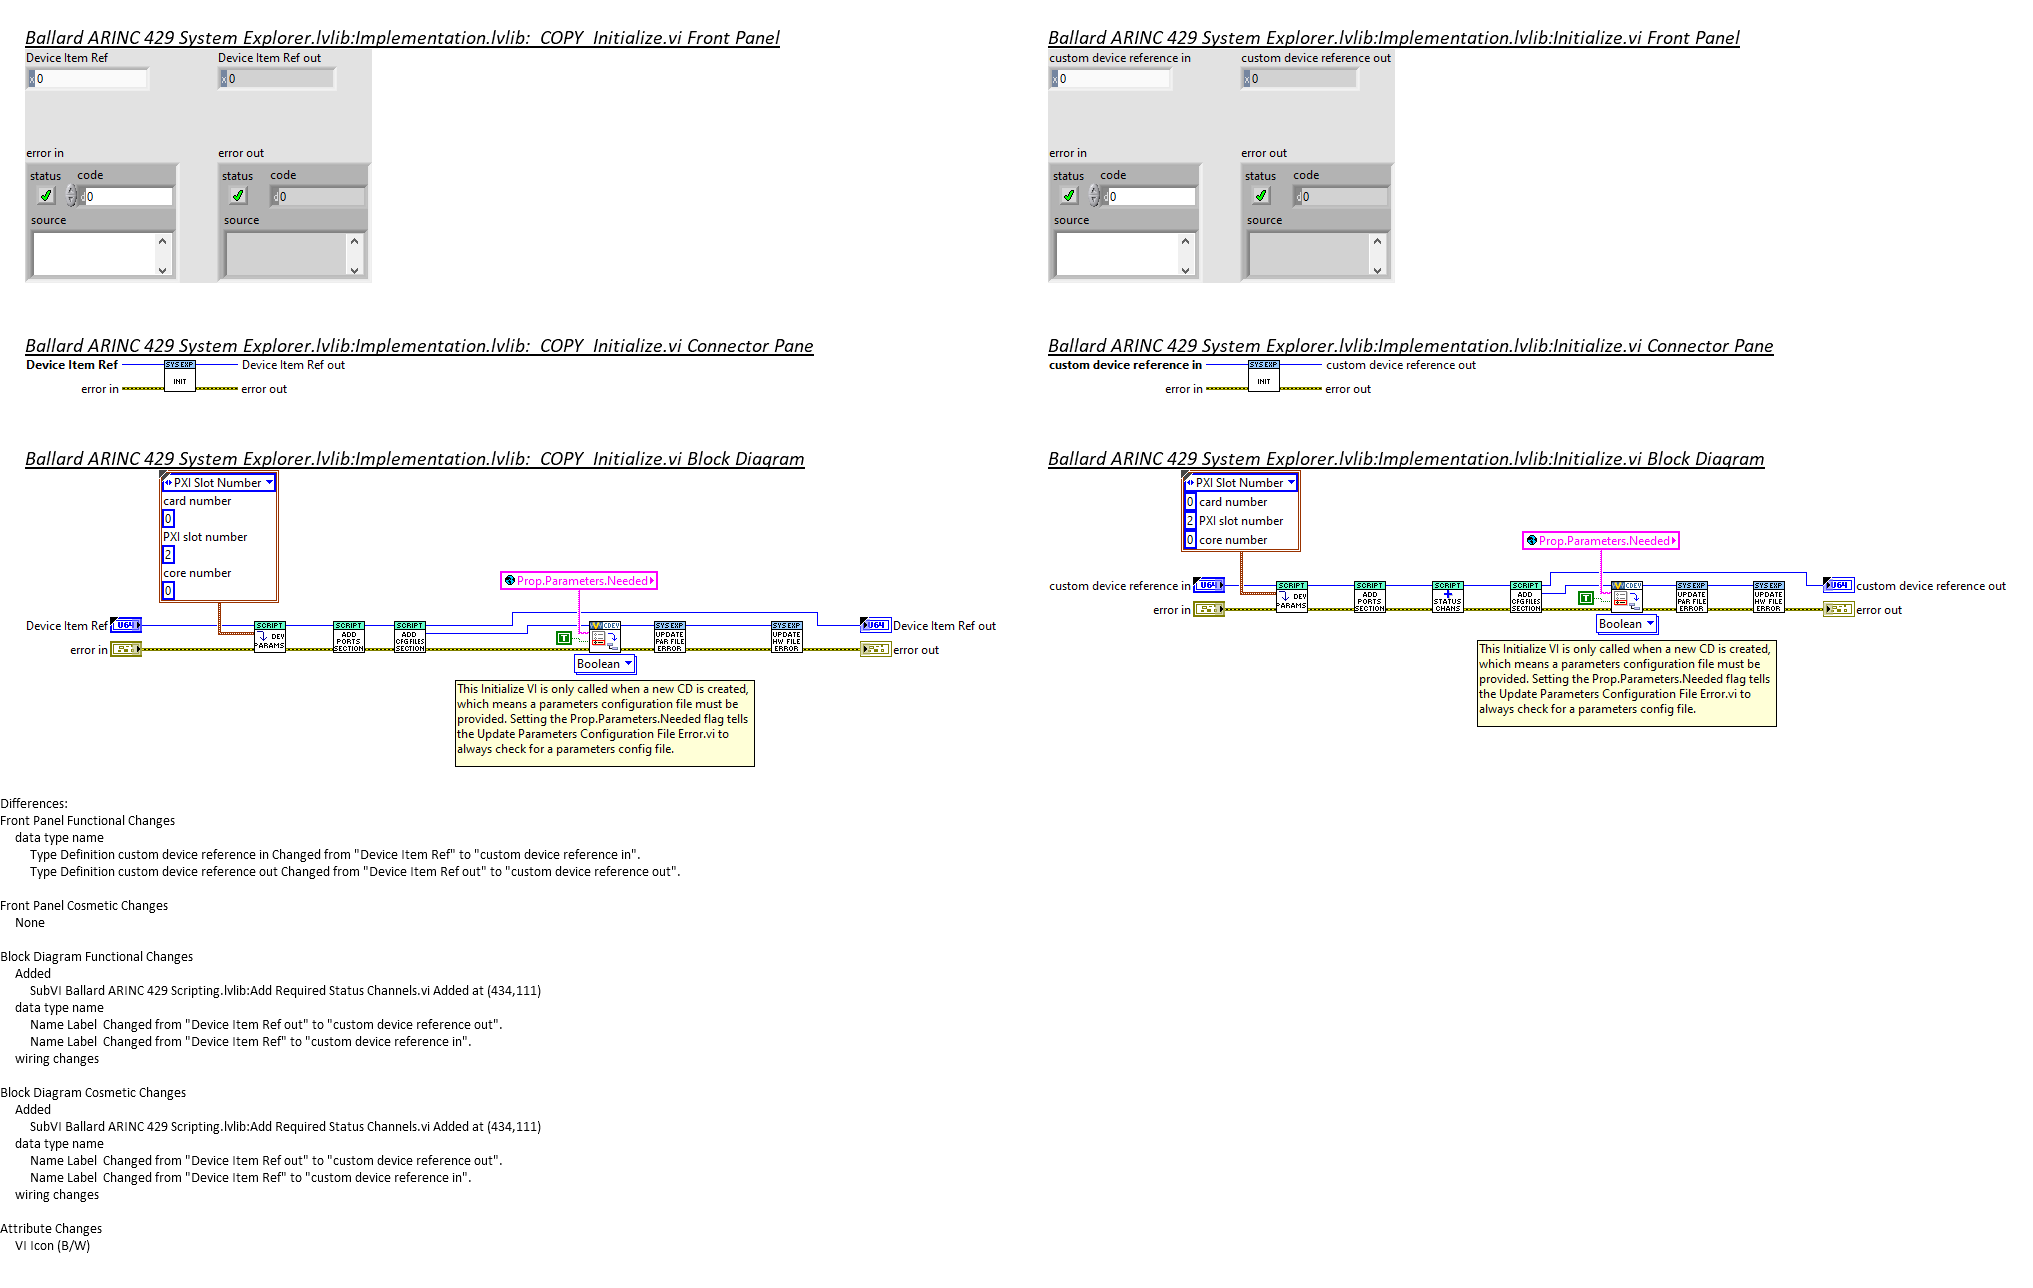 Ballard ARINC 429 System Explorer.lvlib:Implementation.lvlib:  COPY  Initialize.vi Front Panel
Device Item Ref
Device Item Ref out
x 0
x 0
error in
error out
status
code
status
code
d 0
d 0
source
source
Ballard ARINC 429 System Explorer.lvlib:Implementation.lvlib:Initialize.vi Front Panel
custom device reference in
custom device reference out
x 0
x 0
error in
error out
status
code
status
code
d 0
d 0
source
source
Ballard ARINC 429 System Explorer.lvlib:Implementation.lvlib:  COPY  Initialize.vi Connector Pane
Device Item Ref
SYS EXP
INIT
Device Item Ref out
error in
error out
Ballard ARINC 429 System Explorer.lvlib:Implementation.lvlib:Initialize.vi Connector Pane
custom device reference in
SYS EXP
INIT
custom device reference out
error in
error out
Ballard ARINC 429 System Explorer.lvlib:Implementation.lvlib:  COPY  Initialize.vi Block Diagram
PXI Slot Number
card number
0
PXI slot number
2
core number
0
Prop.Parameters.Needed
Device Item Ref
U64
error in
SCRIPT
DEV
PARAMS
SCRIPT
ADD
PORTS
SECTION
SCRIPT
ADD
CFG FILES
SECTION
T
CDEV
Boolean
SYS EXP
UPDATE
PAR FILE
ERROR
SYS EXP
UPDATE
HW FILE
ERROR
U64
Device Item Ref out
error out
This Initialize VI is only called when a new CD is created,
which means a parameters configuration file must be
provided. Setting the Prop.Parameters.Needed flag tells
the Update Parameters Configuration File Error.vi to
always check for a parameters config file.
Ballard ARINC 429 System Explorer.lvlib:Implementation.lvlib:Initialize.vi Block Diagram
PXI Slot Number
0 card number
2 PXI slot number
0 core number
Prop.Parameters.Needed
custom device reference in
U64
error in
SCRIPT
DEV
PARAMS
SCRIPT
ADD
PORTS
SECTION
SCRIPT
+
STATUS
CHANS
SCRIPT
ADD
CFG FILES
SECTION
T
CDEV
Boolean
SYS EXP
UPDATE
PAR FILE
ERROR
SYS EXP
UPDATE
HW FILE
ERROR
U64
custom device reference out
error out
This Initialize VI is only called when a new CD is created,
which means a parameters configuration file must be
provided. Setting the Prop.Parameters.Needed flag tells
the Update Parameters Configuration File Error.vi to
always check for a parameters config file.
Differences:
Front Panel Functional Changes
data type name
Type Definition custom device reference in Changed from "Device Item Ref" to "custom device reference in".
Type Definition custom device reference out Changed from "Device Item Ref out" to "custom device reference out".
Front Panel Cosmetic Changes
None
Block Diagram Functional Changes
Added
SubVI Ballard ARINC 429 Scripting.lvlib:Add Required Status Channels.vi Added at (434,111)
data type name
Name Label  Changed from "Device Item Ref out" to "custom device reference out".
Name Label  Changed from "Device Item Ref" to "custom device reference in".
wiring changes
Block Diagram Cosmetic Changes
Added
SubVI Ballard ARINC 429 Scripting.lvlib:Add Required Status Channels.vi Added at (434,111)
data type name
Name Label  Changed from "Device Item Ref out" to "custom device reference out".
Name Label  Changed from "Device Item Ref" to "custom device reference in".
wiring changes
Attribute Changes
VI Icon (B/W)